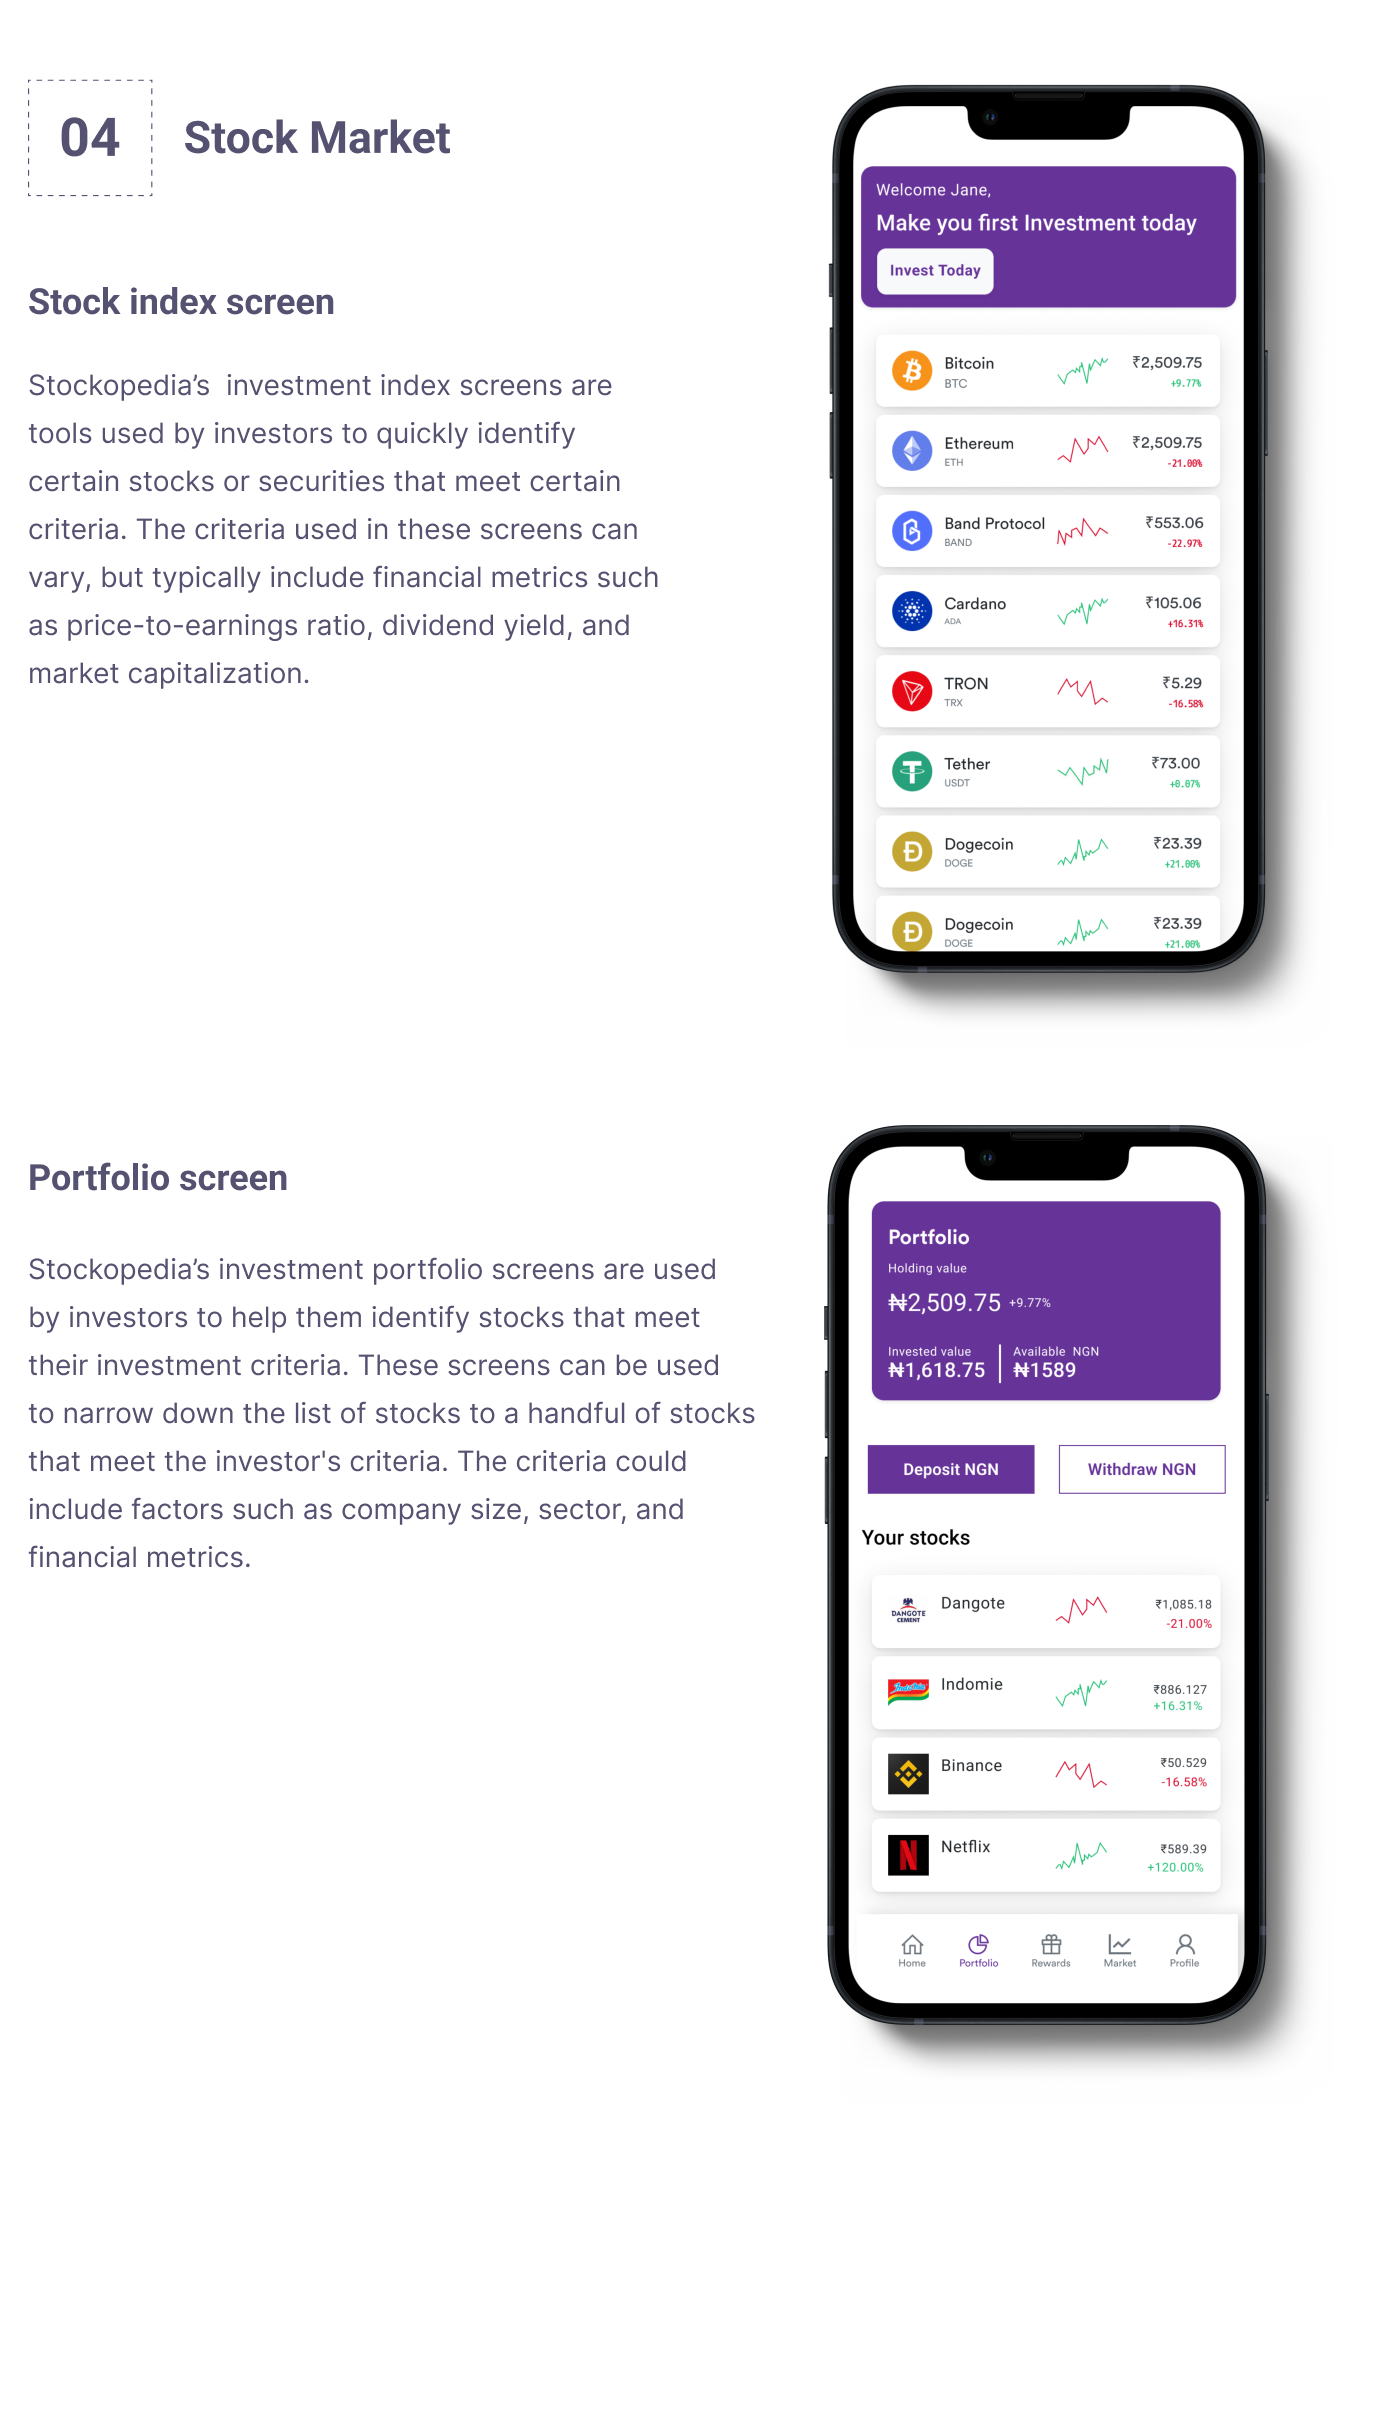 04
Stock Market
Stock index screen
Stockopedia’s  investment index screens are
tools used by investors to quickly identify
certain stocks or securities that meet certain
criteria. The criteria used in these screens can
vary, but typically include financial metrics such
as price-to-earnings ratio, dividend yield, and
market capitalization.
Welcome Jane,
Make you first Investment today
Invest Today
Bitcoin ₹2,509.75
BTC +9.77%
Ethereum ₹2,509.75
ETH -21.00%
Band Protocol ₹553.06
BAND -22.97%
Cardano ₹105.06
ADA +16.31%
TRON ₹5.29
TRX -16.58%
Tether ₹73.00
USDT +0.07%
Dogecoin ₹23.39
DOGE +21.00%
Dogecoin ₹23.39
DOGE +21.00%
Portfolio screen
Stockopedia’s investment portfolio screens are used
by investors to help them identify stocks that meet
their investment criteria. These screens can be used
to narrow down the list of stocks to a handful of stocks
that meet the investor's criteria. The criteria could
include factors such as company size, sector, and
financial metrics.
Portfolio
Holding value
₦2,509.75 +9.77%
Invested value Available  NGN
₦1,618.75 ₦1589
Deposit NGN Withdraw NGN
Your stocks
DANGOTE
CEMENT
Dangote ₹1,085.18
-21.00%
Indomie
Indomie ₹886.127
+16.31%
Binance ₹50.529
-16.58%
N
Netflix ₹589.39
+120.00%
Home Portfolio Rewards Market Profile